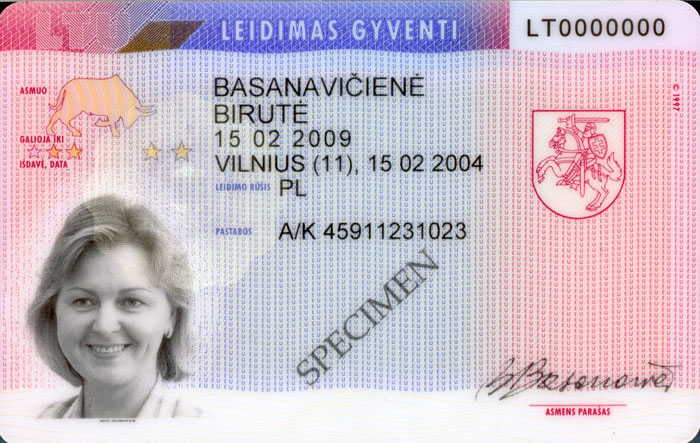 LTU LEIDIMAS GYVENTI LT0000000
© 1997
ASMUO BASANAVIČIENĖ
BIRUTĖ
GALIOJA IKI 15 02 2009
IŠDAVĖ, DATA VILNIUS (11), 15 02 2004
LEIDIMO RŪŠIS PL
PASTABOS A/K 45911231023
SPECIMEN
ASMENS PARAŠAS